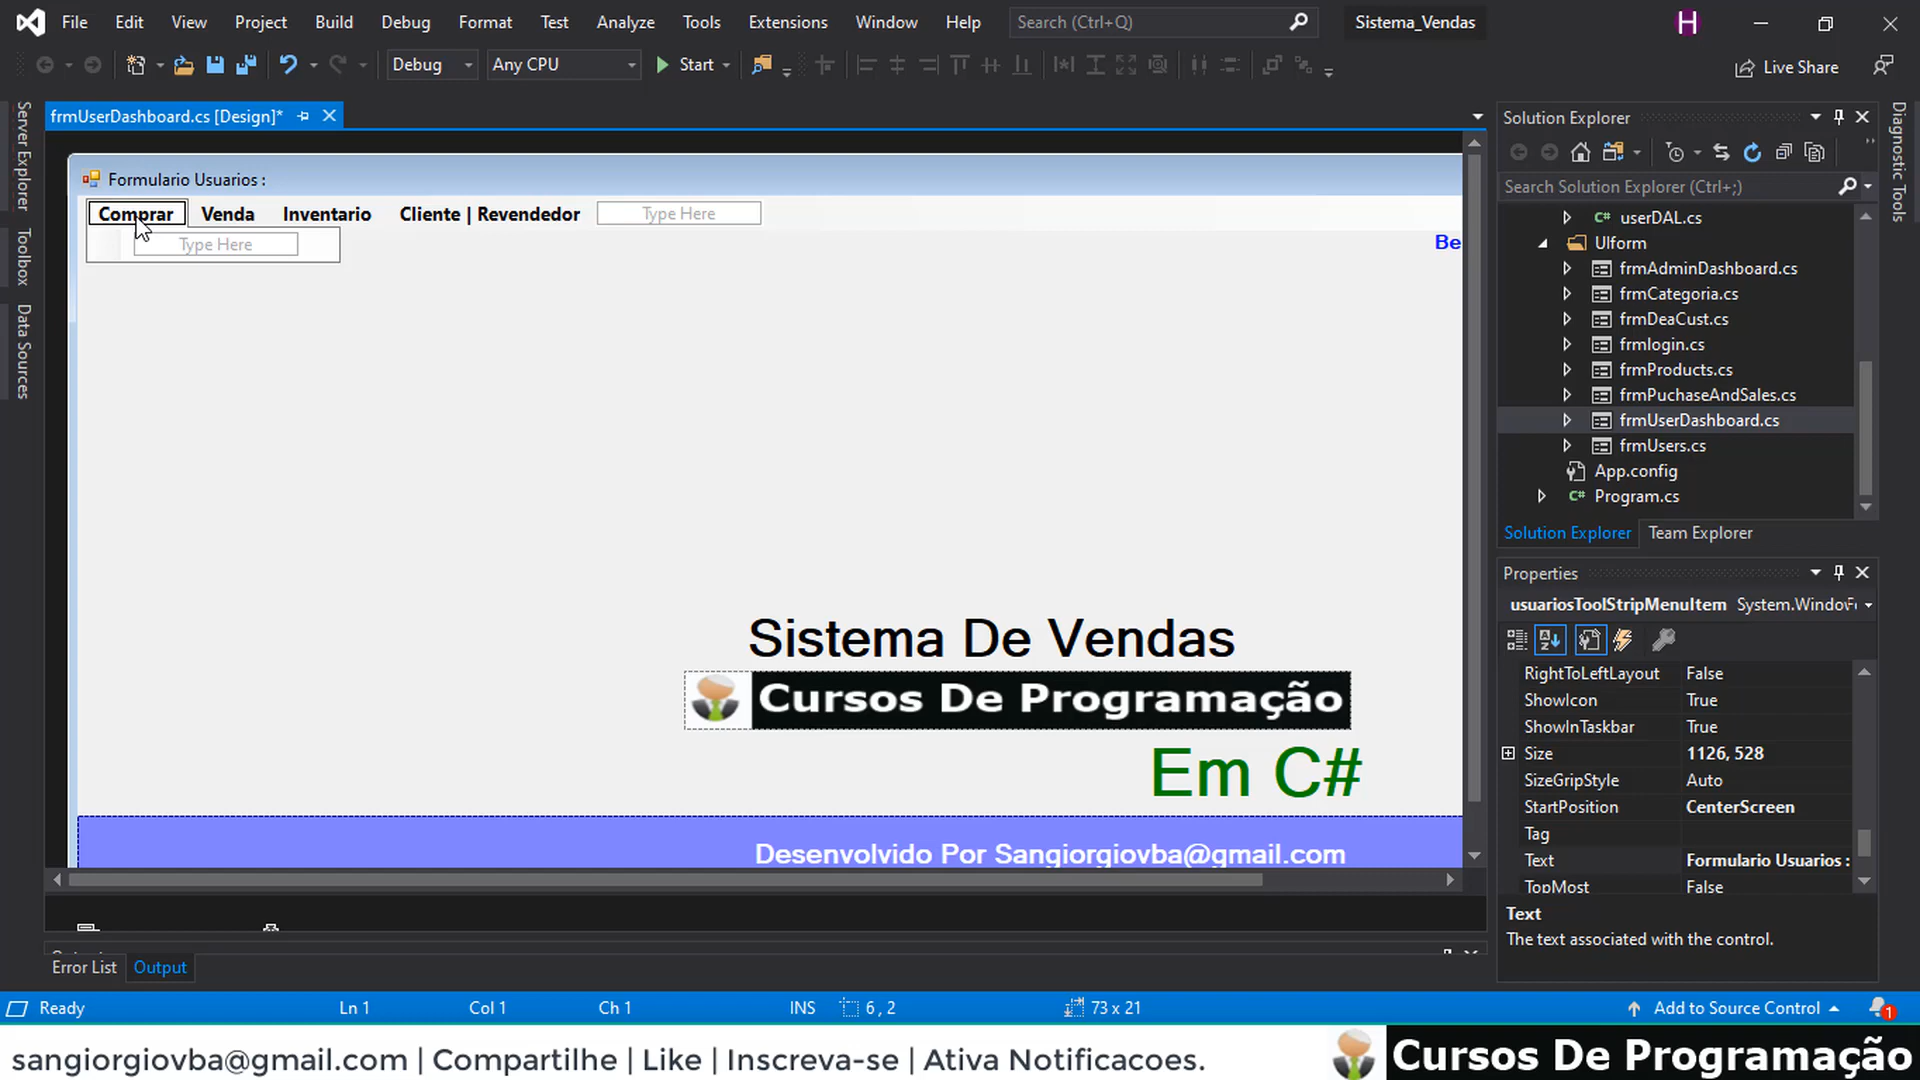 File Edit View Project Build Debug Format Test Analyze Tools Extensions Window Help Search (Ctrl+Q) Sistema_Vendas H
Debug Any CPU Start Live Share
Server Explorer
Toolbox
Data Sources
frmUserDashboard.cs [Design]*
Formulario Usuarios :
Comprar Venda Inventario Cliente | Revendedor Type Here
Type Here
Be
Sistema De Vendas
Cursos De Programação
Em C#
Desenvolvido Por Sangiorgiovba@gmail.com
Solution Explorer
Search Solution Explorer (Ctrl+;)
userDAL.cs
UIform
frmAdminDashboard.cs
frmCategoria.cs
frmDeaCust.cs
frmlogin.cs
frmProducts.cs
frmPuchaseAndSales.cs
frmUserDashboard.cs
frmUsers.cs
App.config
Program.cs
Solution Explorer Team Explorer
Diagnostic Tools
Properties
usuariosToolStripMenuItem System.Windo
RightToLeftLayout False
ShowIcon True
ShowInTaskbar True
Size 1126, 528
SizeGripStyle Auto
StartPosition CenterScreen
Tag
Text Formulario Usuarios :
TopMost False
Text
The text associated with the control.
Error List Output
Ready Ln 1 Col 1 Ch 1 INS 6 , 2 73 x 21 Add to Source Control 1
sangiorgiovba@gmail.com | Compartilhe | Like | Inscreva-se | Ativa Notificacoes. Cursos De Programação